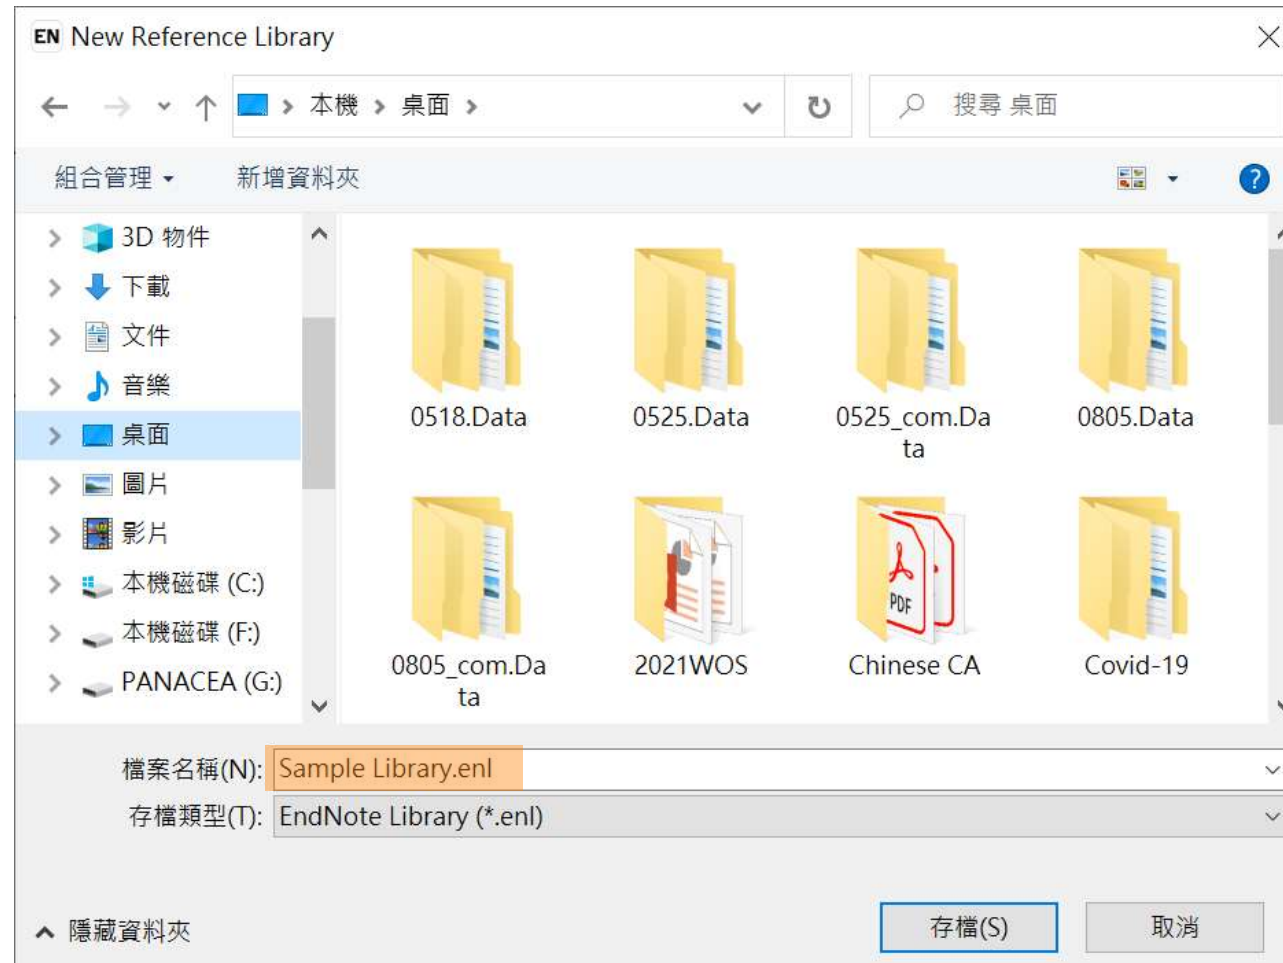 EN New Reference Library
本機 桌面
搜尋 桌面
組合管理
新增資料夾
?
3D 物件
下載
文件
音樂
桌面
圖片
影片
本機磁碟 (C:)
本機磁碟 (F:)
PANACEA (G:)
0518.Data
0525.Data
0525_com.Da
ta
0805.Data
0805_com.Da
ta
2021WOS
PDF
Chinese CA
Covid-19
檔案名稱(N): Sample Library.enl
存檔類型(T): EndNote Library (*.enl)
隱藏資料夾
存檔(S)
取消